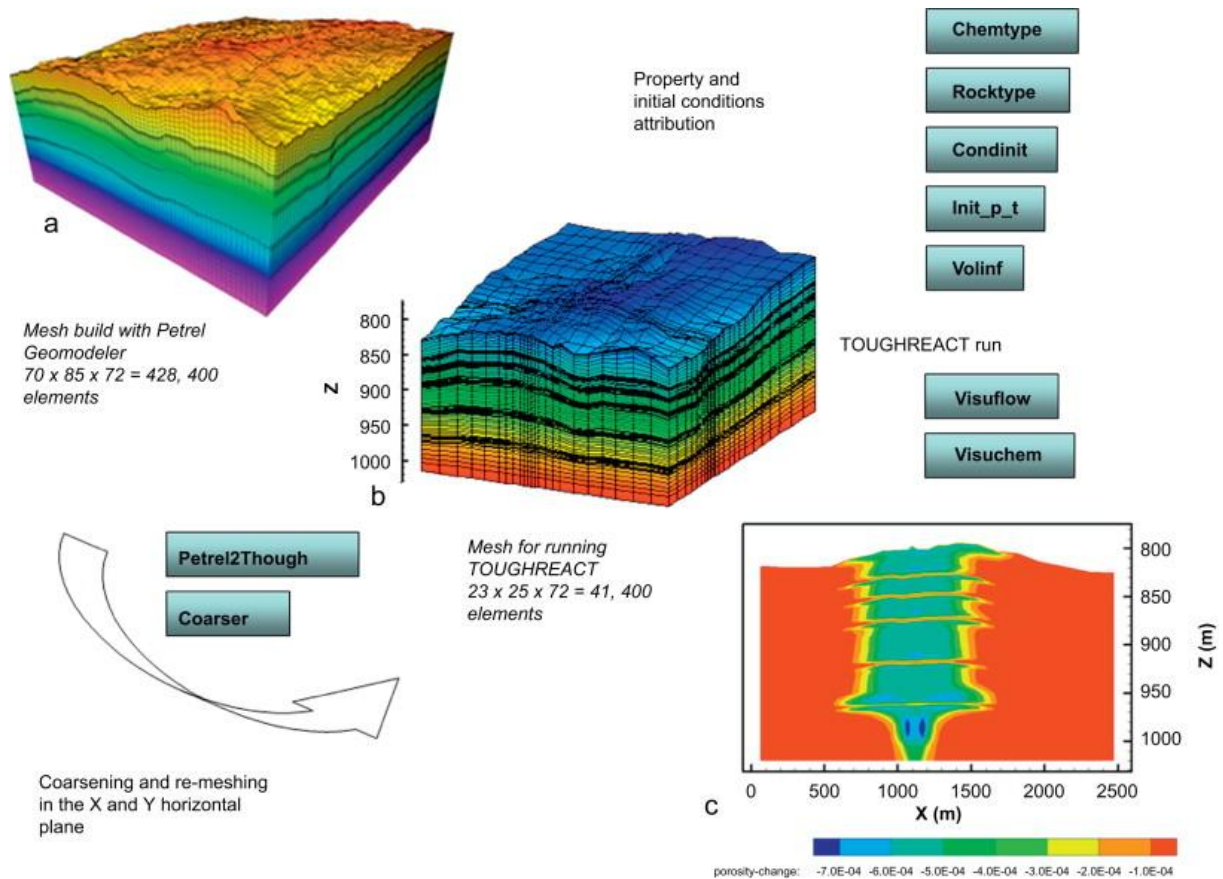 a
Mesh build with Petrel
Geomodeler
70 x 85 x 72 = 428, 400
elements
Property and
initial conditions
attribution
Chemtype
Rocktype
Condinit
Init_p_t
Volinf
800
850
900
950
1000
Z
b
TOUGHREACT run
Visuflow
Visuchem
Petrel2Though
Coarser
Mesh for running
TOUGHREACT
23 x 25 x 72 = 41, 400
elements
Coarsening and re-meshing
in the X and Y horizontal
plane
800
850
900
950
1000
Z (m)
0 500 1000 1500 2000 2500
X (m)
c
porosity-change: -7.0E-04 -6.0E-04 -5.0E-04 -4.0E-04 -3.0E-04 -2.0E-04 -1.0E-04